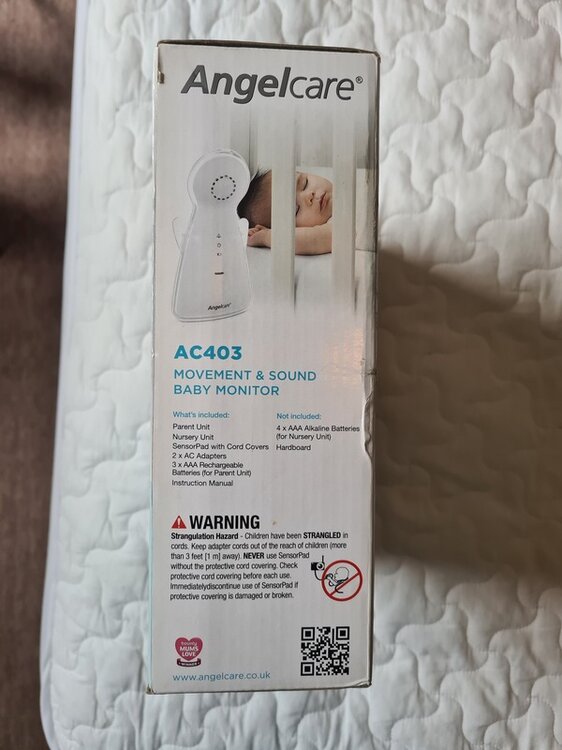 Angelcare®
Angelcare®
AC403
MOVEMENT & SOUND
BABY MONITOR
What's included:
Parent Unit
Nursery Unit
SensorPad with Cord Covers
2 x AC Adapters
3 x AAA Rechargeable
Batteries (for Parent Unit)
Instruction Manual
Not included:
4 x AAA Alkaline Batteries
(for Nursery Unit)
Hardboard
WARNING
Strangulation Hazard - Children have been STRANGLED in
cords. Keep adapter cords out of the reach of children (more
than 3 feet [1 m] away). NEVER use SensorPad
without the protective cord covering. Check
protective cord covering before each use.
Immediatelydiscontinue use of SensorPad if
protective covering is damaged or broken.
bounty
MUMS
LOVE
www.angelcare.co.uk